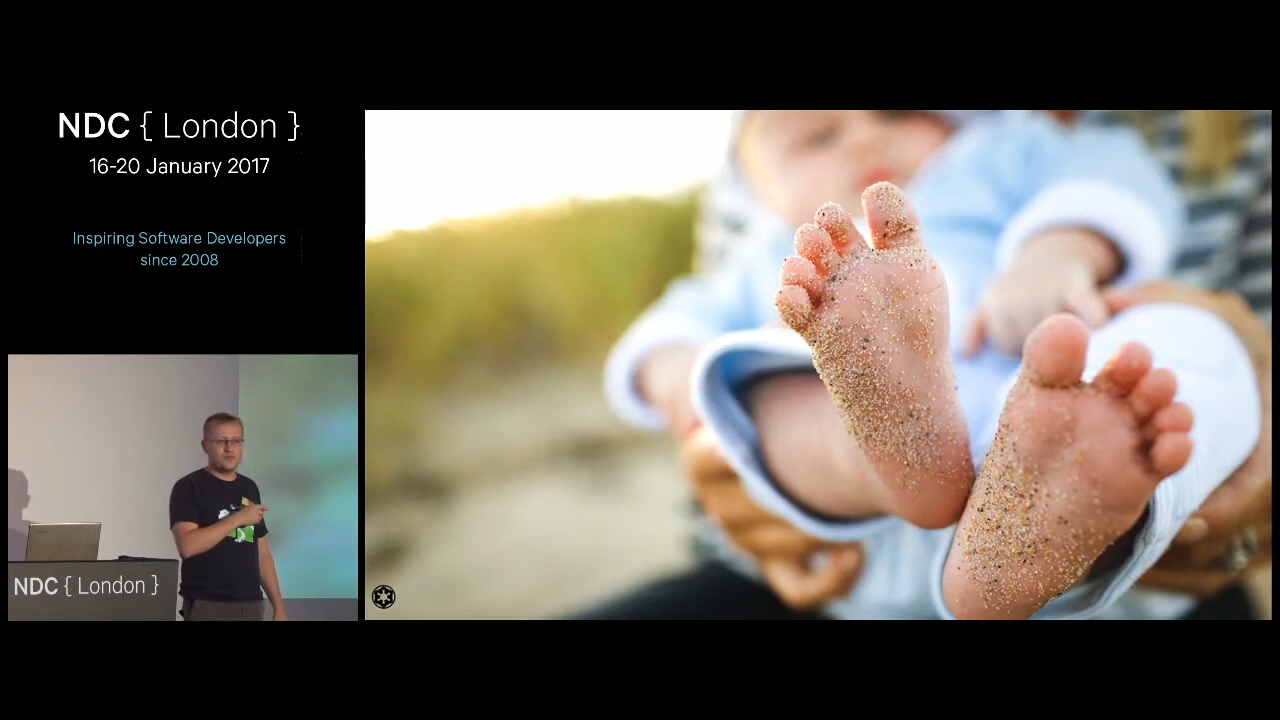 NDC { London }
16-20 January 2017
Inspiring Software Developers
since 2008
NDC { London }